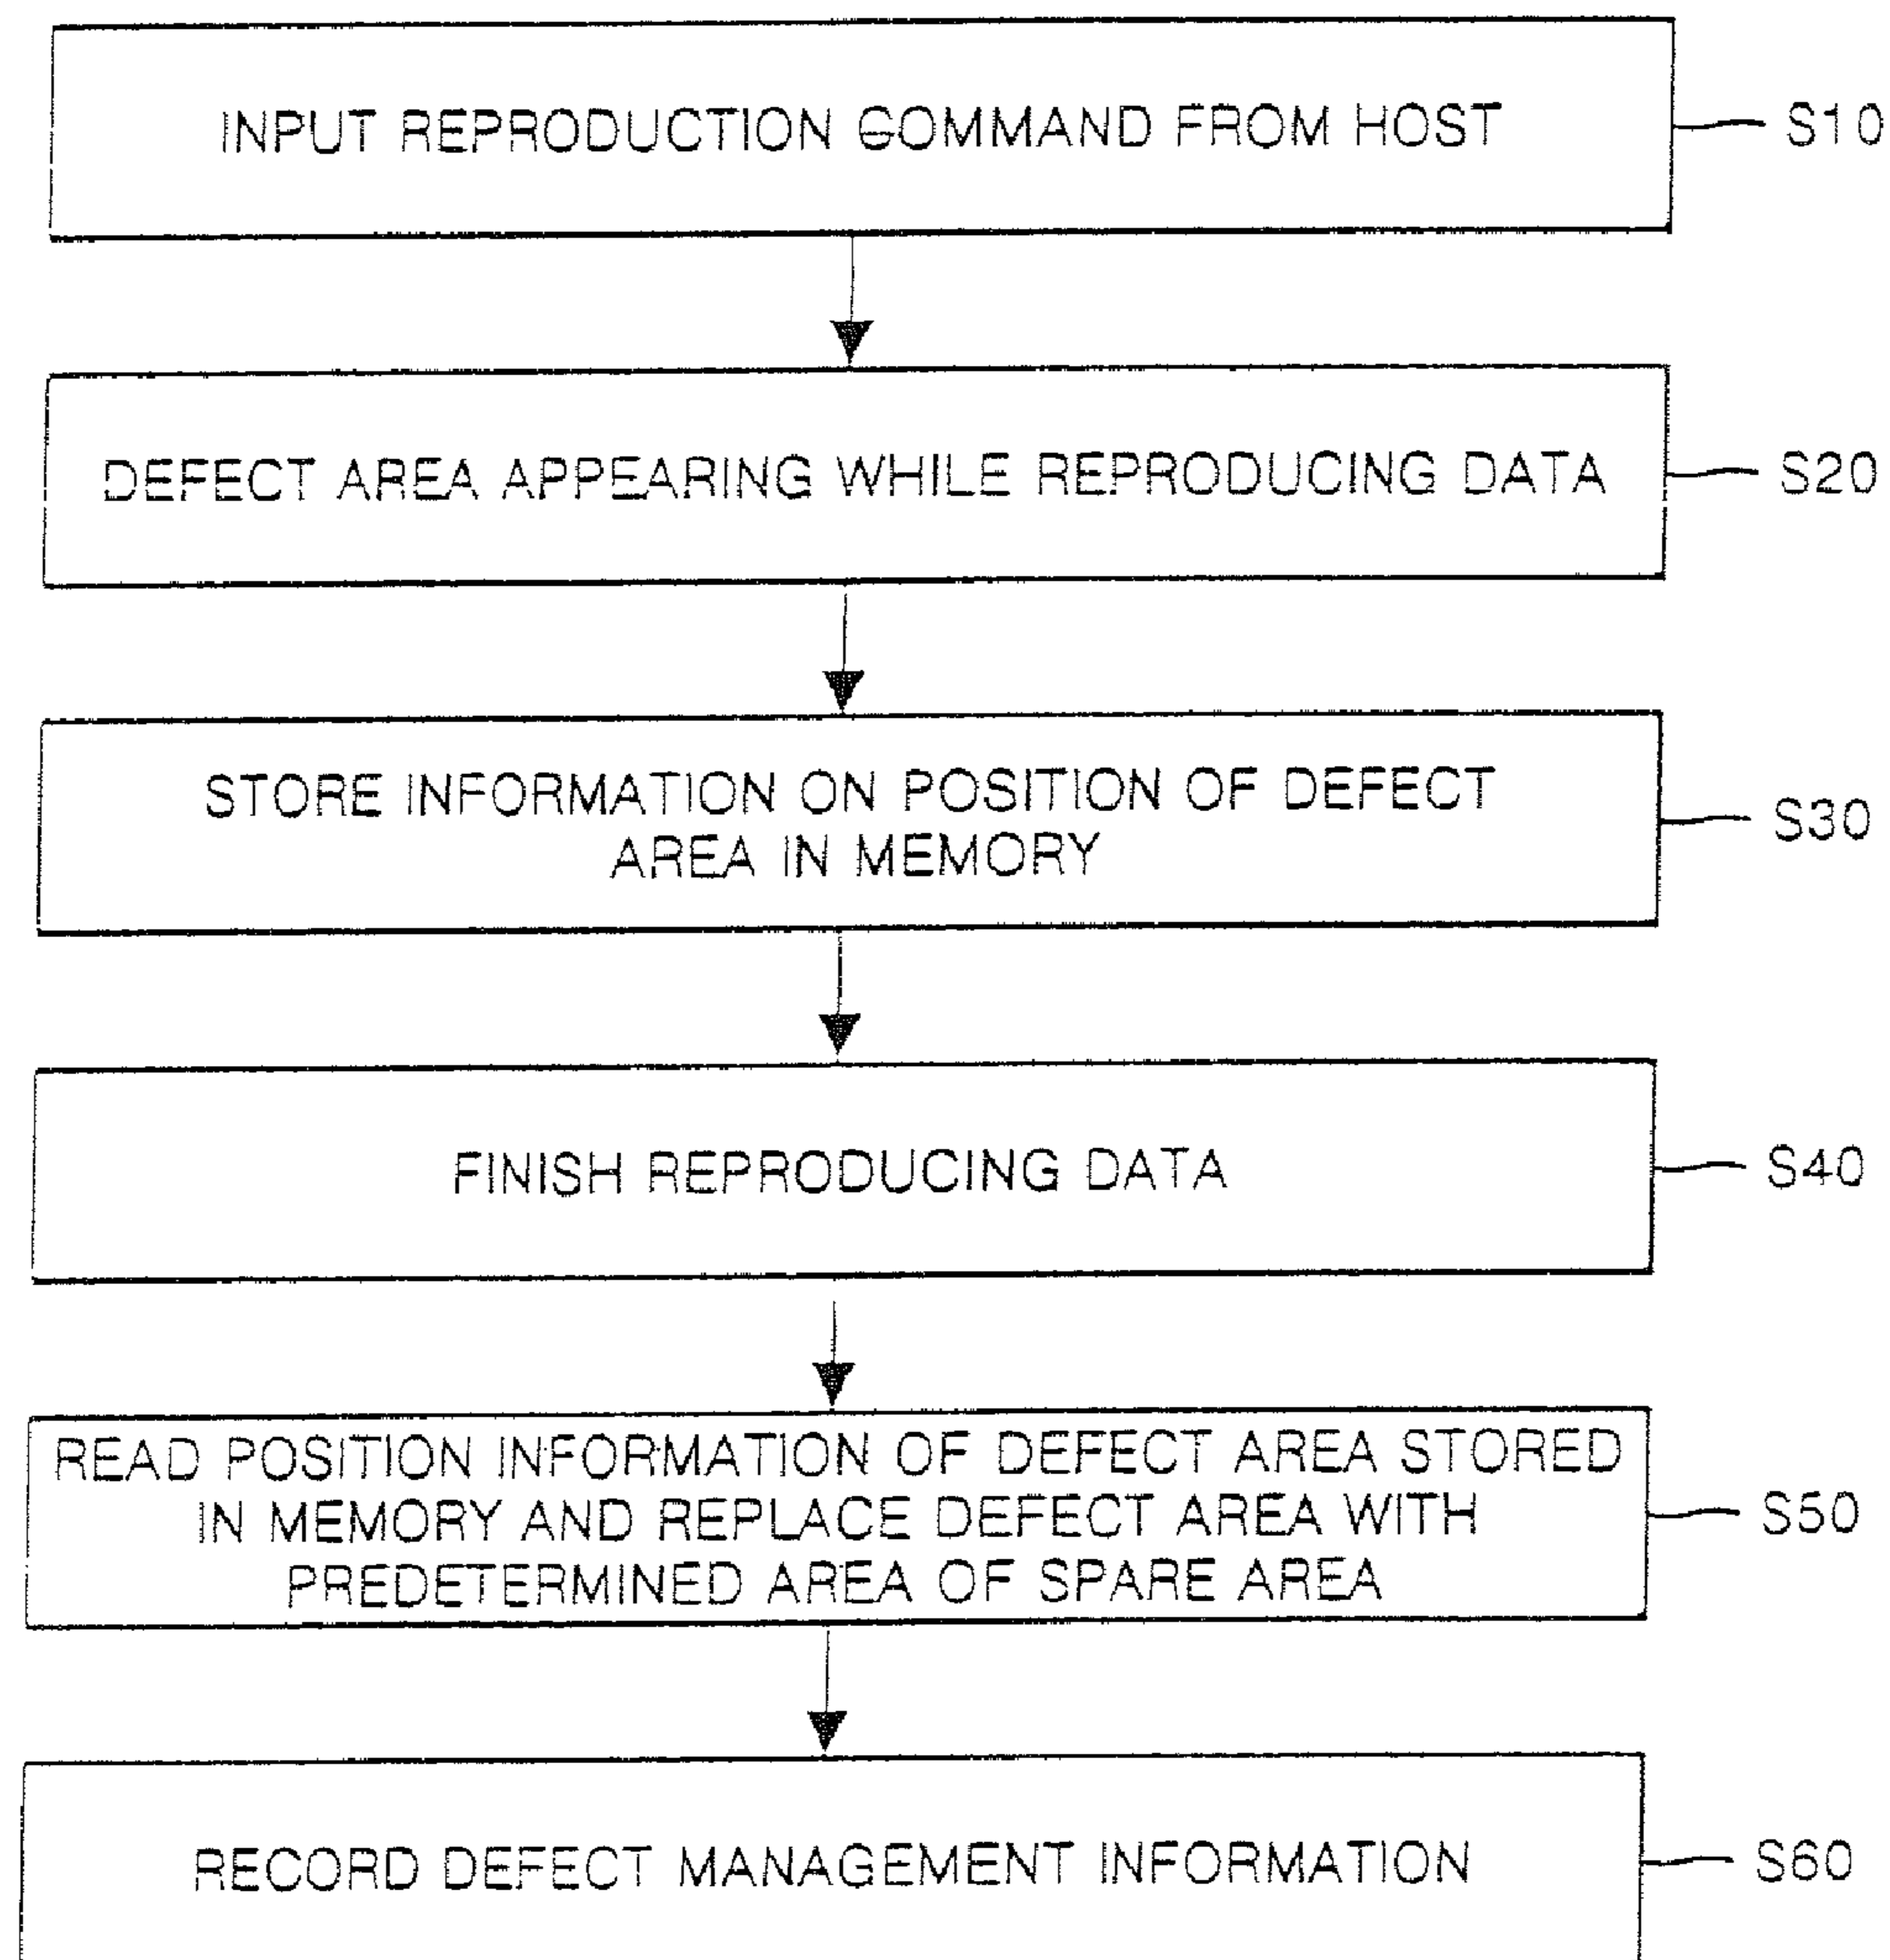 INPUT REPRODUCTION COMMAND FROM HOST
S10
DEFECT AREA APPEARING WHILE REPRODUCING DATA
S20
STORE INFORMATION ON POSITION OF DEFECT
AREA IN MEMORY
S30
FINISH REPRODUCING DATA
S40
READ POSITION INFORMATION OF DEFECT AREA STORED
IN MEMORY AND REPLACE DEFECT AREA WITH
PREDETERMINED AREA OF SPARE AREA
S50
RECORD DEFECT MANAGEMENT INFORMATION
S60